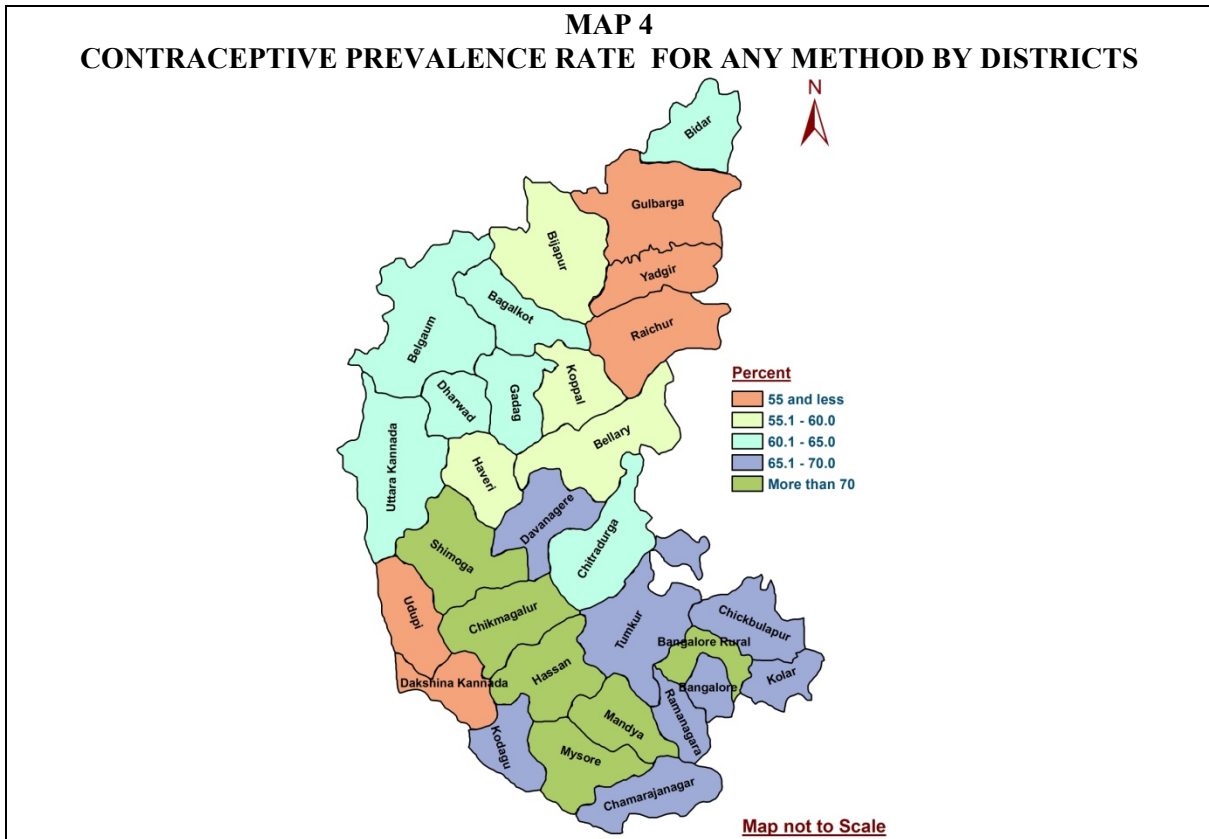 MAP 4
CONTRACEPTIVE PREVALENCE RATE FOR ANY METHOD BY DISTRICTS
N
Bidar
Gulbarga
Bijapur
Yadgir
Bagalkot
Raichur
Belgaum
Koppal
Dharwad
Gadag
Bellary
Haveri
Uttara Kannada
Davanagere
Chitradurga
Shimoga
Udupi
Chikmagalur
Tumkur
Chickbulapur
Bangalore Rural
Hassan
Kolar
Dakshina Kannada
Bangalore
Ramanagara
Mandya
Kodagu
Mysore
Chamarajanagar
Percent
55 and less
55.1 - 60.0
60.1 - 65.0
65.1 - 70.0
More than 70
Map not to Scale